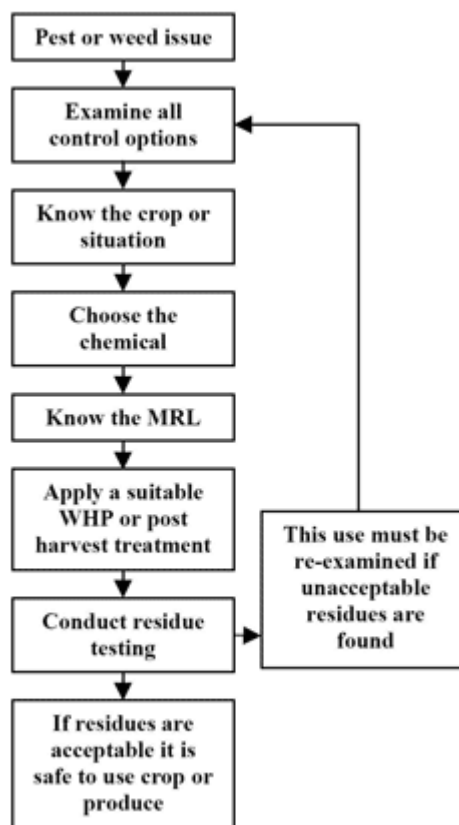 Pest or weed issue
Examine all
control options
Know the crop or
situation
Choose the
chemical
Know the MRL
Apply a suitable
WHP or post
harvest treatment
Conduct residue
testing
This use must be
re-examined if
unacceptable
residues are
found
If residues are
acceptable it is
safe to use crop or
produce